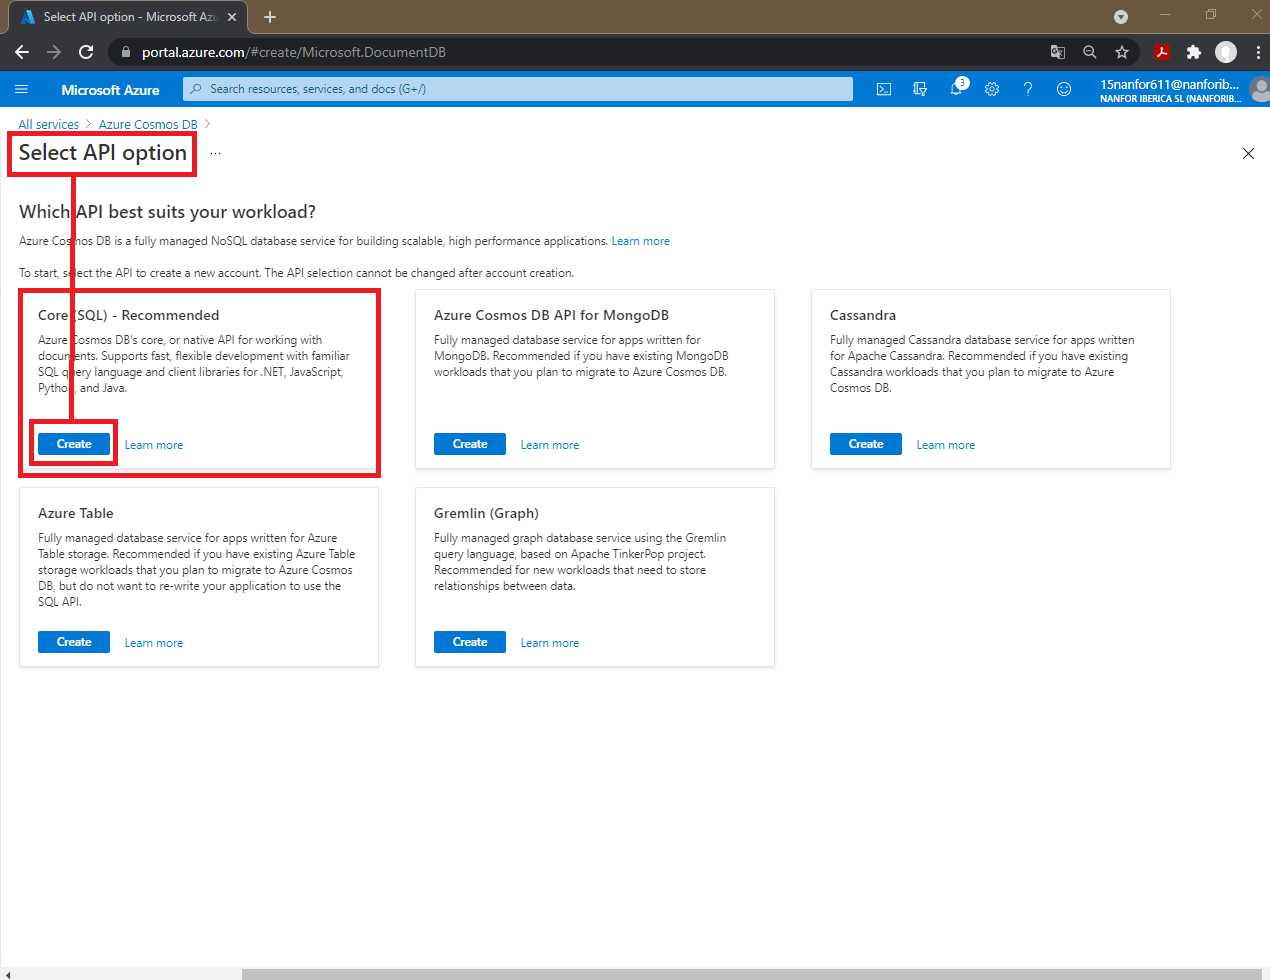 Select API option - Microsoft Azu
portal.azure.com/#create/Microsoft.DocumentDB
Microsoft Azure
Search resources, services, and docs (G+/)
3
15nanfor611@nanforib...
NANFOR IBERICA SL (NANFORIB...
All services > Azure Cosmos DB >
Select API option ...
Which API best suits your workload?
Azure Cosmos DB is a fully managed NoSQL database service for building scalable, high performance applications. Learn more
To start, select the API to create a new account. The API selection cannot be changed after account creation.
Core (SQL) - Recommended
Azure Cosmos DB's core, or native API for working with
documents. Supports fast, flexible development with familiar
SQL query language and client libraries for .NET, JavaScript,
Python, and Java.
Create Learn more
Azure Cosmos DB API for MongoDB
Fully managed database service for apps written for
MongoDB. Recommended if you have existing MongoDB
workloads that you plan to migrate to Azure Cosmos DB.
Create Learn more
Cassandra
Fully managed Cassandra database service for apps written
for Apache Cassandra. Recommended if you have existing
Cassandra workloads that you plan to migrate to Azure
Cosmos DB.
Create Learn more
Azure Table
Fully managed database service for apps written for Azure
Table storage. Recommended if you have existing Azure Table
storage workloads that you plan to migrate to Azure Cosmos
DB, but do not want to re-write your application to use the
SQL API.
Create Learn more
Gremlin (Graph)
Fully managed graph database service using the Gremlin
query language, based on Apache TinkerPop project.
Recommended for new workloads that need to store
relationships between data.
Create Learn more